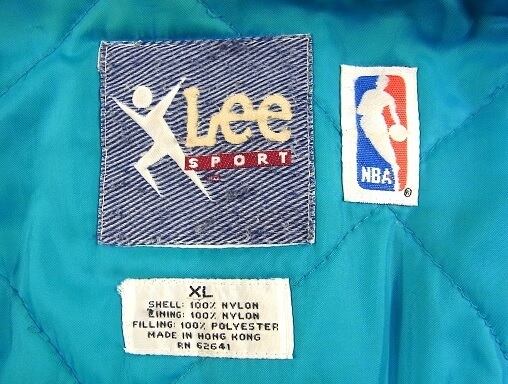 Lee
SPORT
NBA
®
XL
SHELL: 100% NYLON
LINING: 100% NYLON
FILLING: 100% POLYESTER
MADE IN HONG KONG
RN 62641